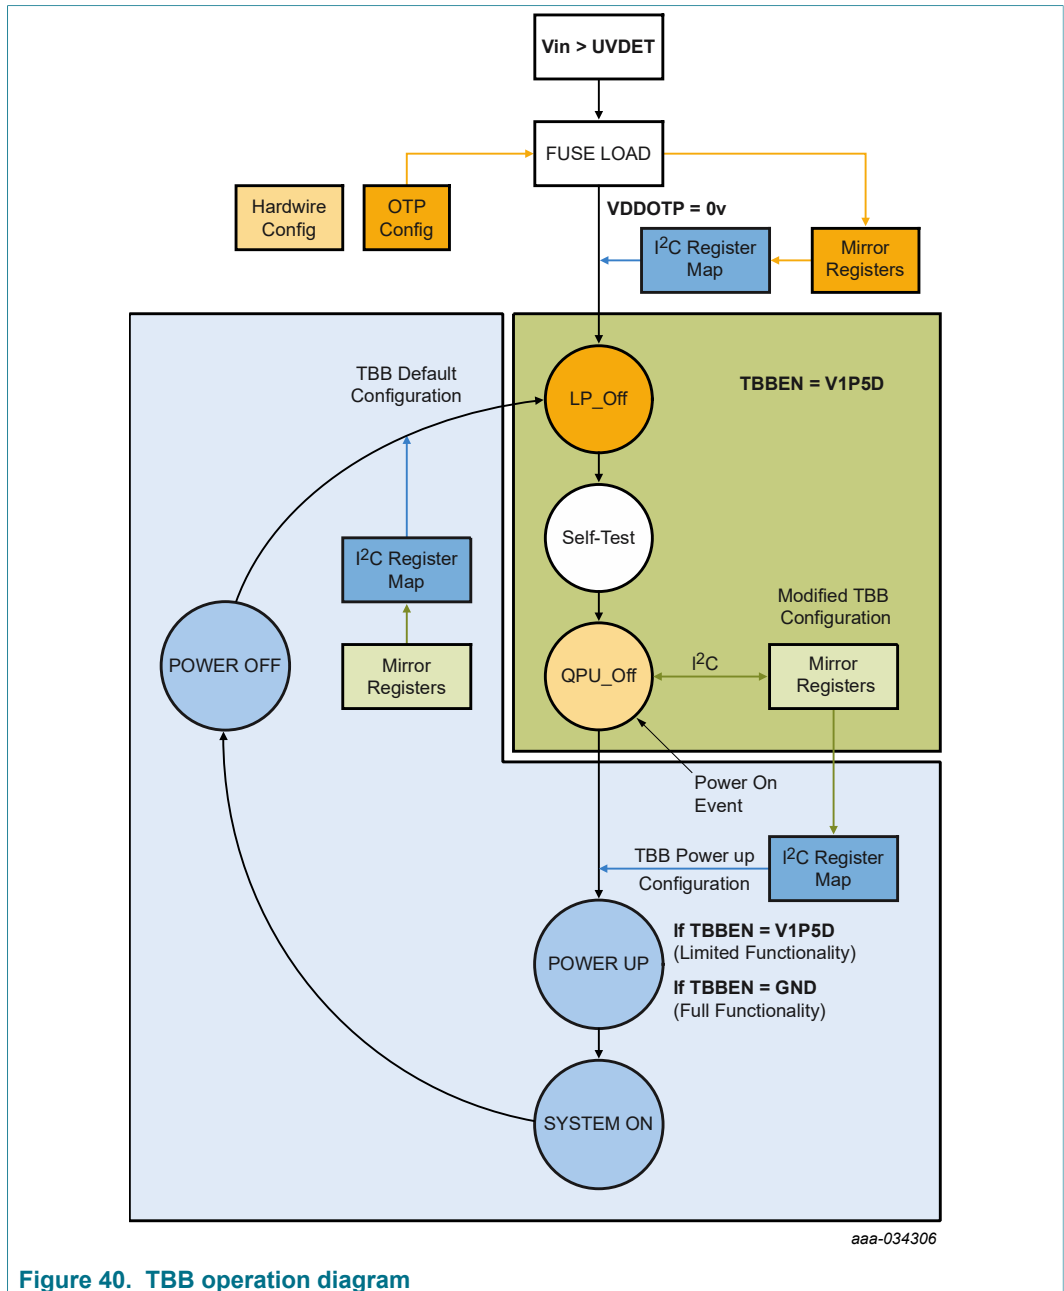 Vin > UVDET
FUSE LOAD
Hardwire
Config
OTP
Config
VDDOTP = 0v
I2C Register
Map
Mirror
Registers
TBB Default
Configuration
LP_Off
TBBEN = V1P5D
Self-Test
I2C Register
Map
Modified TBB
Configuration
POWER OFF
Mirror
Registers
QPU_Off
I2C
Mirror
Registers
Power On
Event
TBB Power up
Configuration
I2C Register
Map
POWER UP
If TBBEN = V1P5D
(Limited Functionality)
If TBBEN = GND
(Full Functionality)
SYSTEM ON
aaa-034306
Figure 40. TBB operation diagram